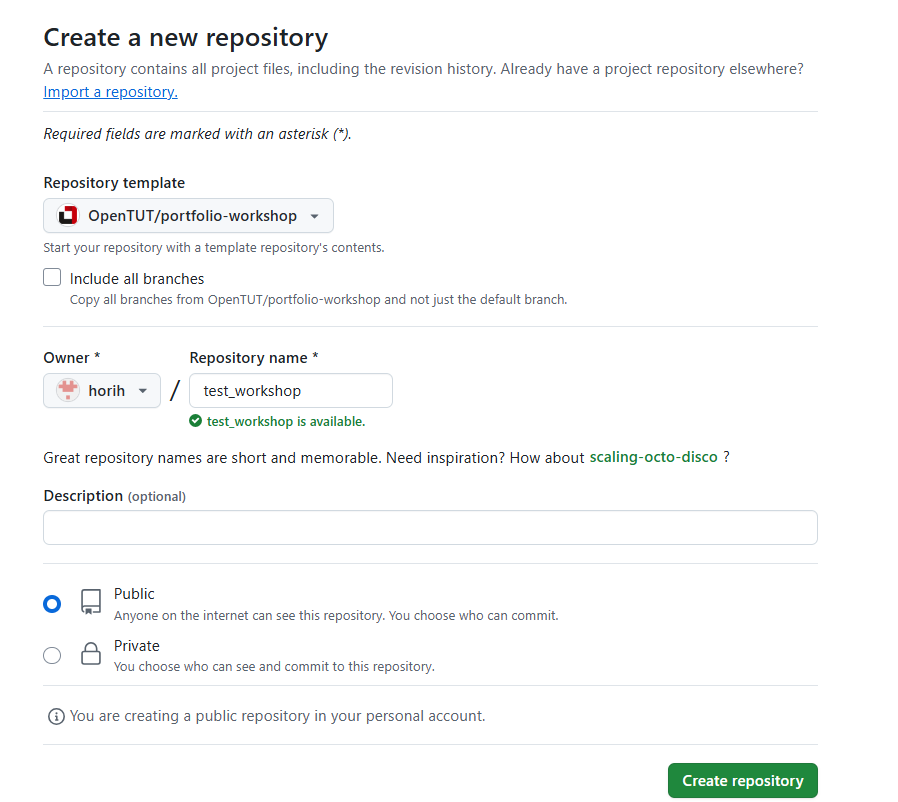 Create a new repository
A repository contains all project files, including the revision history. Already have a project repository elsewhere?
Import a repository.
Required fields are marked with an asterisk (*).
Repository template
OpenTUT/portfolio-workshop
Start your repository with a template repository's contents.
Include all branches
Copy all branches from OpenTUT/portfolio-workshop and not just the default branch.
Owner * Repository name *
horih / test_workshop
test_workshop is available.
Great repository names are short and memorable. Need inspiration? How about scaling-octo-disco ?
Description (optional)
Public
Anyone on the internet can see this repository. You choose who can commit.
Private
You choose who can see and commit to this repository.
You are creating a public repository in your personal account.
Create repository